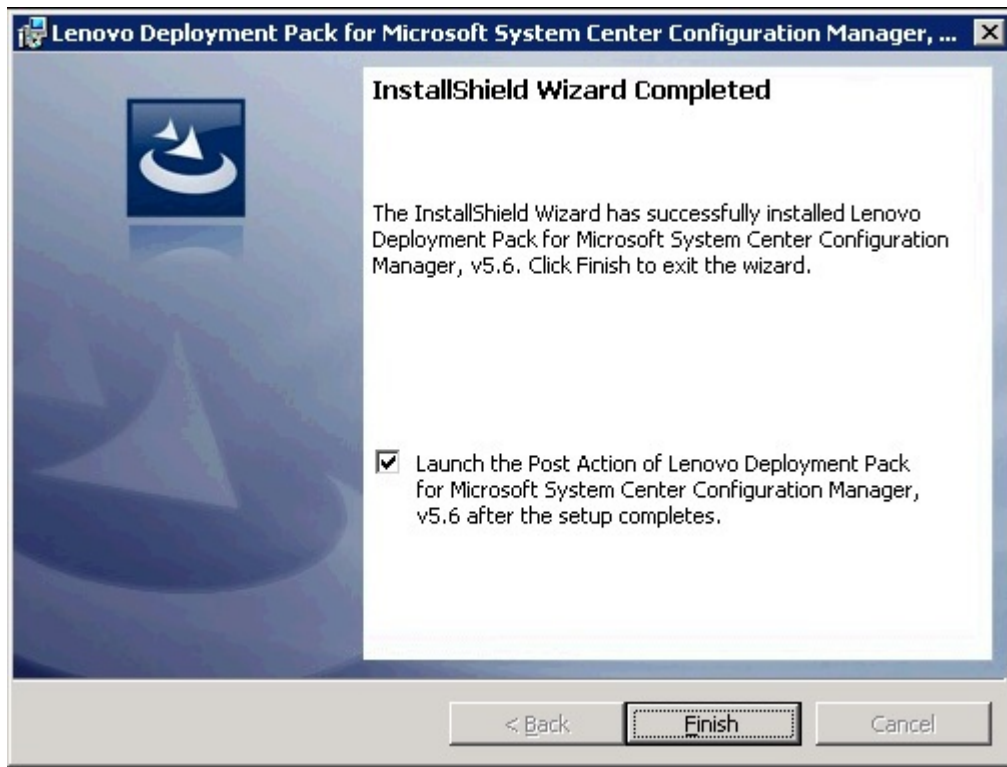 Lenovo Deployment Pack for Microsoft System Center Configuration Manager, ...
InstallShield Wizard Completed
The InstallShield Wizard has successfully installed Lenovo
Deployment Pack for Microsoft System Center Configuration
Manager, v5.6. Click Finish to exit the wizard.
Launch the Post Action of Lenovo Deployment Pack
for Microsoft System Center Configuration Manager,
v5.6 after the setup completes.
< Back
Finish
Cancel